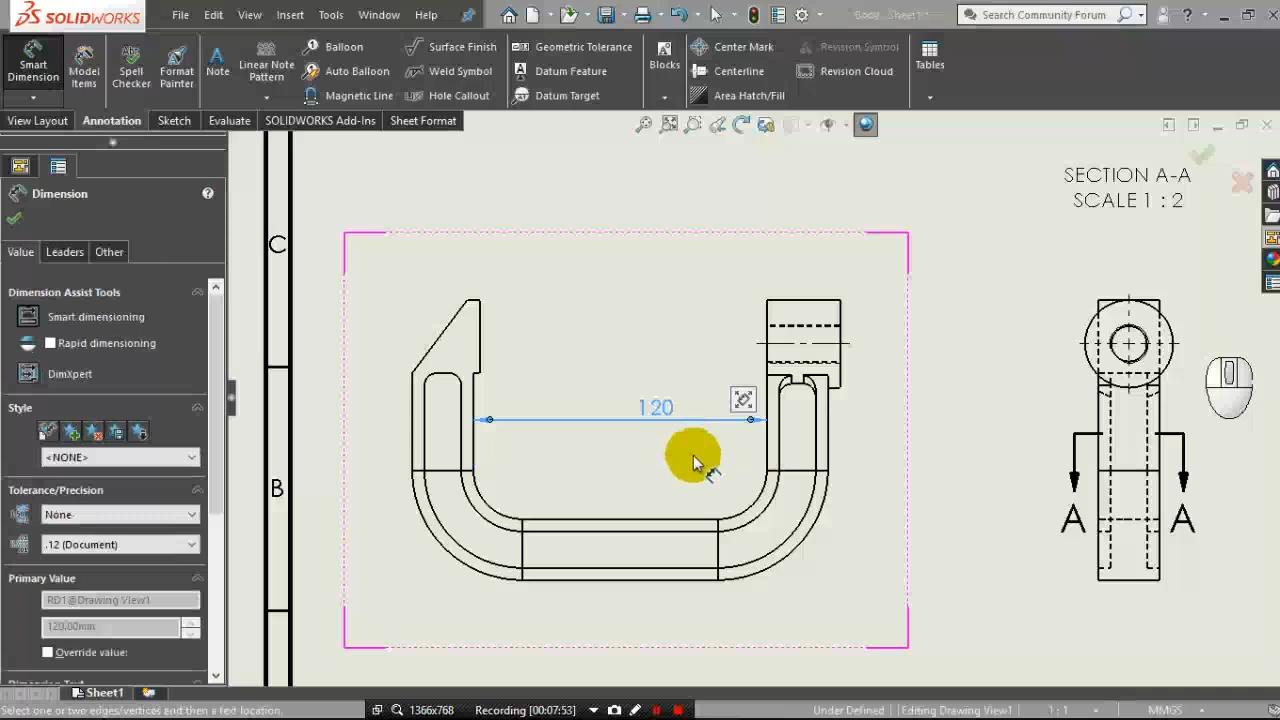 SOLIDWORKS File Edit View Insert Tools Window Help Body - Sheet1 Search Community Forum ?
Smart Dimension
Model Items
Spell Checker
Format Painter
Note
Linear Note Pattern
Balloon
Auto Balloon
Magnetic Line
Surface Finish
Weld Symbol
Hole Callout
Geometric Tolerance
Datum Feature
Datum Target
Blocks
Center Mark
Centerline
Area Hatch/Fill
Revision Symbol
Revision Cloud
Tables
View Layout Annotation Sketch Evaluate SOLIDWORKS Add-Ins Sheet Format
Dimension
Value Leaders Other
Dimension Assist Tools
Smart dimensioning
Rapid dimensioning
DimXpert
Style
<NONE>
Tolerance/Precision
None
.12 (Document)
Primary Value
RD1@Drawing View1
120.00mm
Override value:
C
B
120
SECTION A-A
SCALE 1 : 2
A A
Sheet1
Select one or two edges/vertices and then a text location.
1366x768 Recording [00:07:53]
Under Defined Editing Drawing View1 1 : 1 MMGS